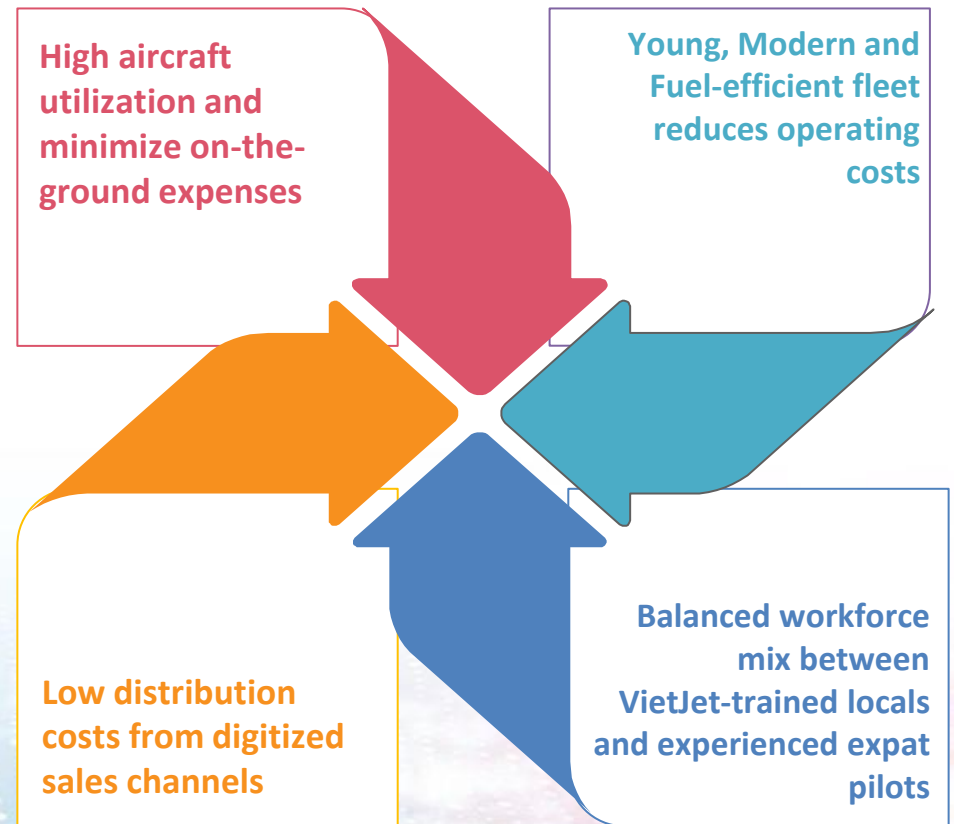 High aircraft
utilization and
minimize on-the-
ground expenses
Young, Modern and
Fuel-efficient fleet
reduces operating
costs
Low distribution
costs from digitized
sales channels
Balanced workforce
mix between
VietJet-trained locals
and experienced expat
pilots